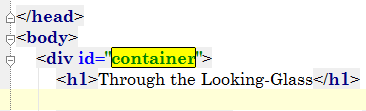 </head>
<body>
<div id="container">
<h1>Through the Looking-Glass</h1>